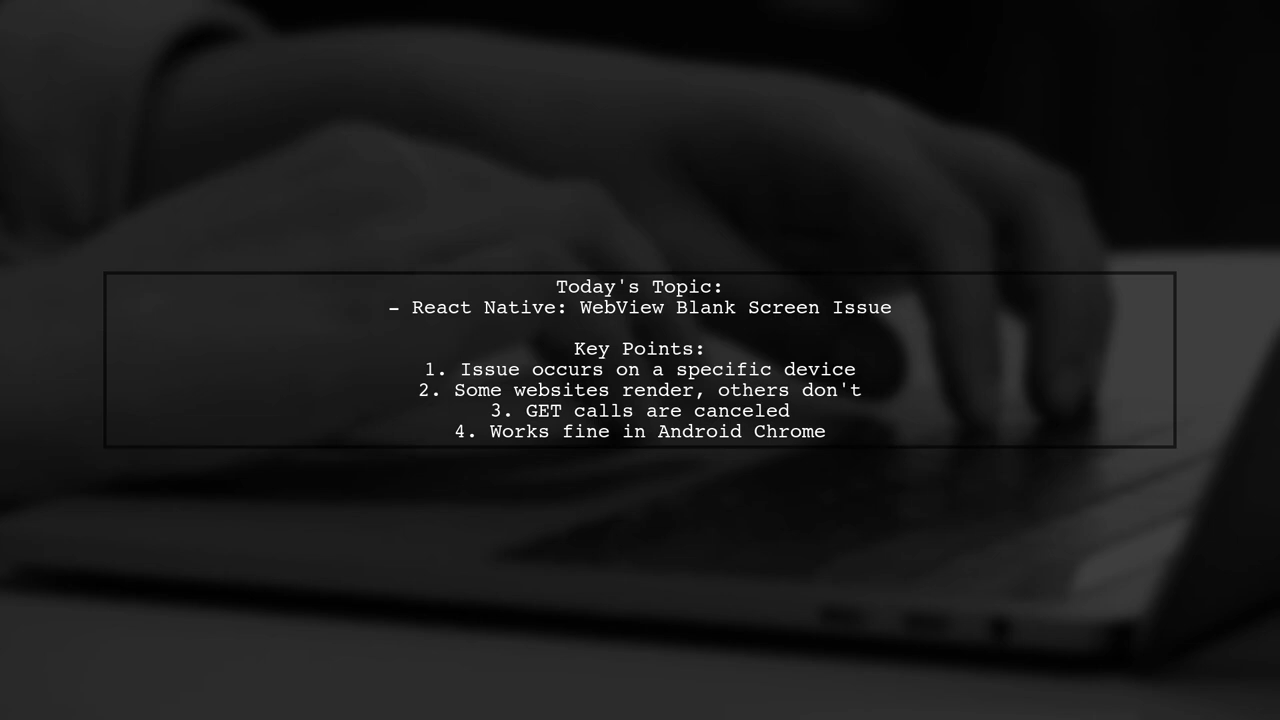 Today's Topic:
– React Native: WebView Blank Screen Issue
Key Points:
1. Issue occurs on a specific device
2. Some websites render, others don't
3. GET calls are canceled
4. Works fine in Android Chrome